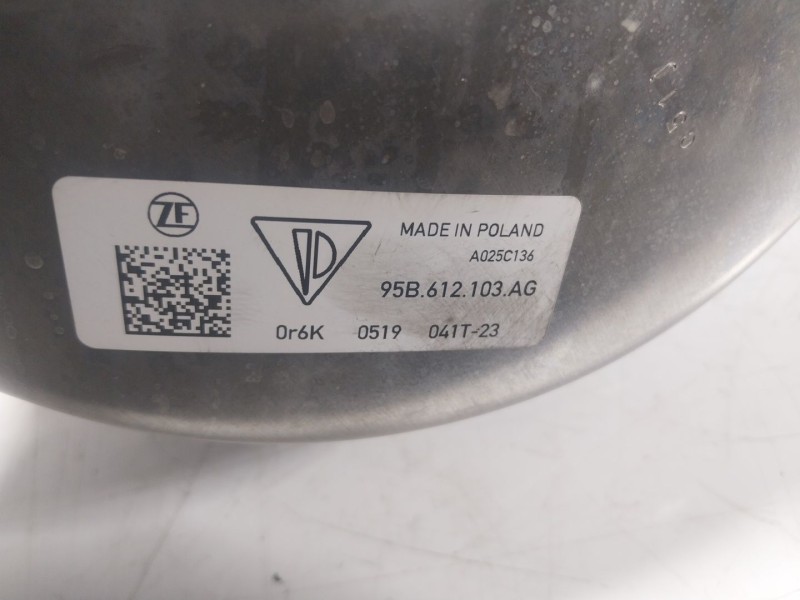 ZF
MADE IN POLAND
A025C136
95B.612.103.AG
0r6K 0519 041T-23